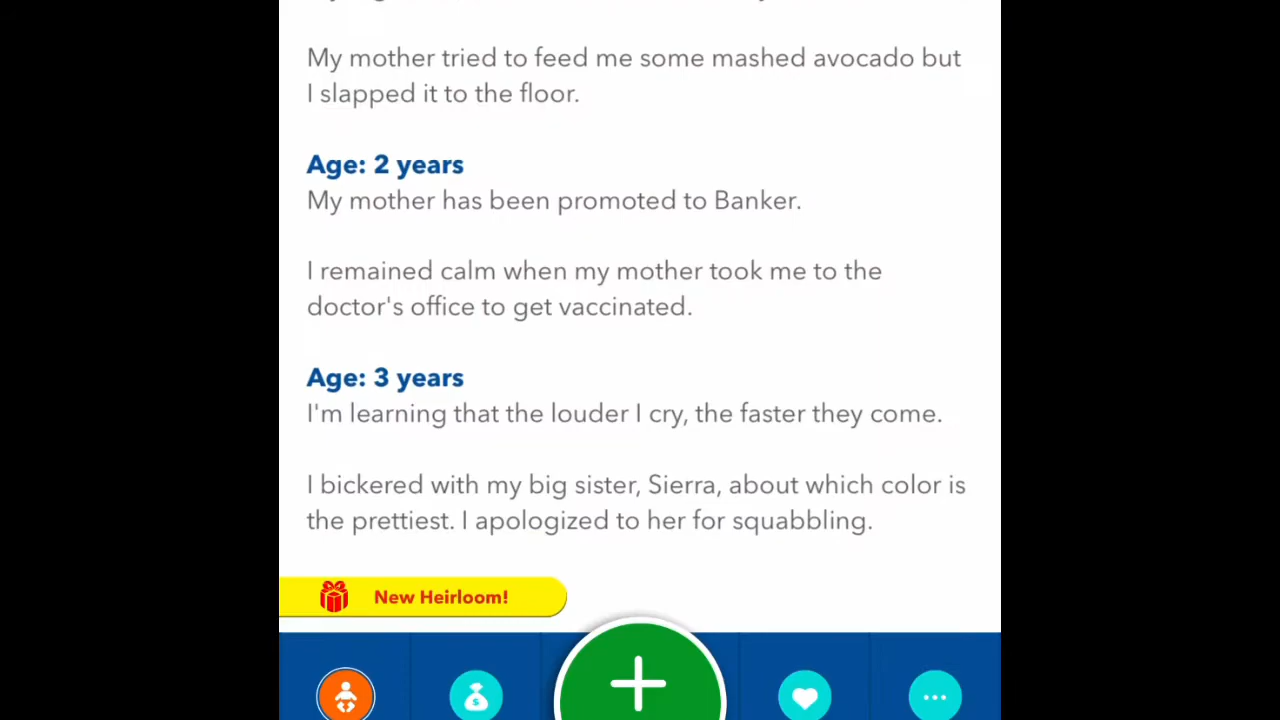 My mother tried to feed me some mashed avocado but
I slapped it to the floor.
Age: 2 years
My mother has been promoted to Banker.
I remained calm when my mother took me to the
doctor's office to get vaccinated.
Age: 3 years
I'm learning that the louder I cry, the faster they come.
I bickered with my big sister, Sierra, about which color is
the prettiest. I apologized to her for squabbling.
New Heirloom!